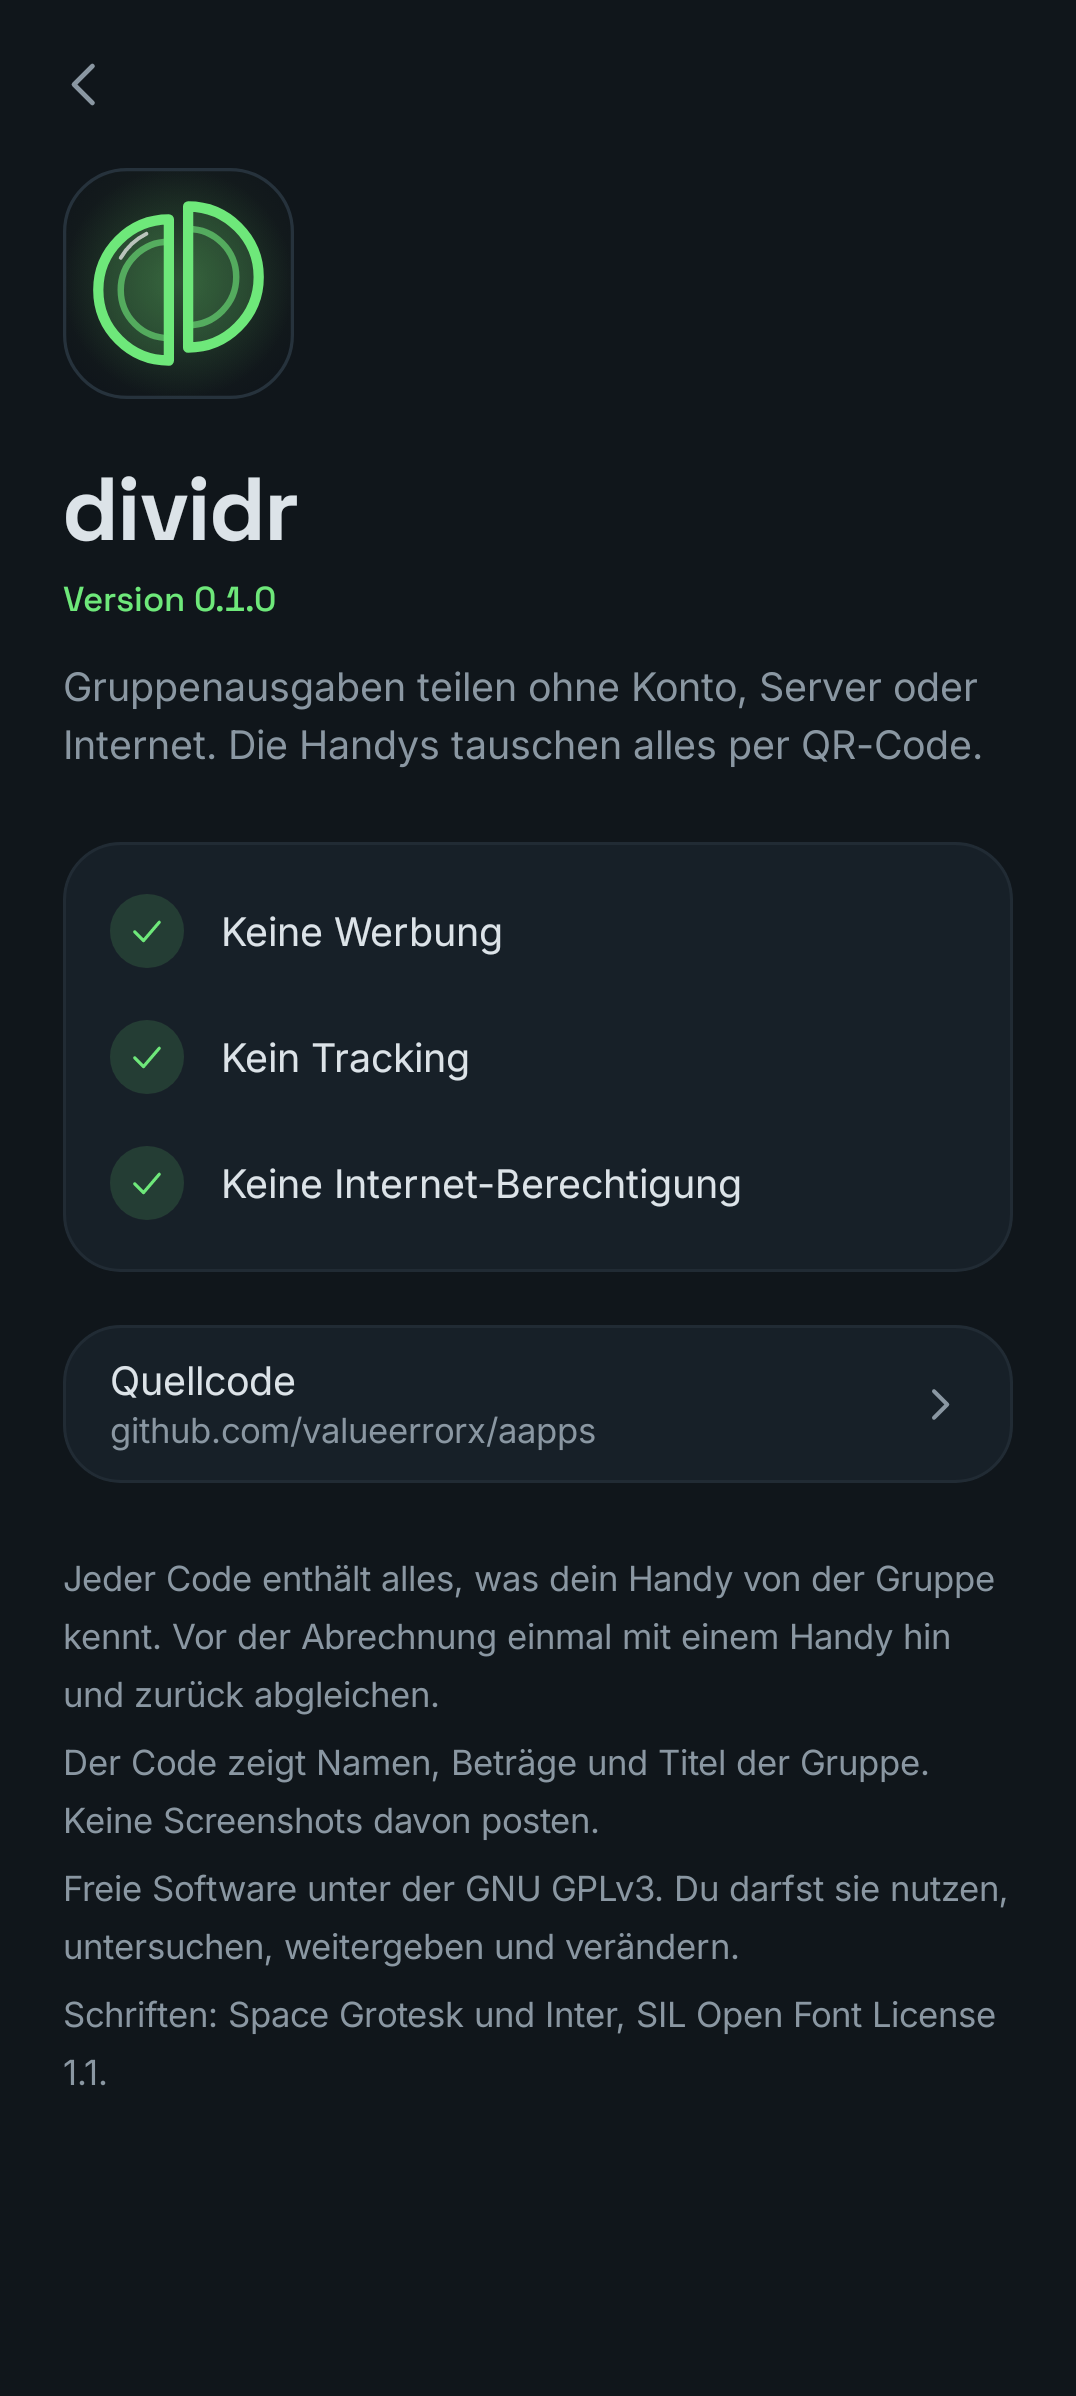 dividr
Version 0.1.0
Gruppenausgaben teilen ohne Konto, Server oder
Internet. Die Handys tauschen alles per QR-Code.
Keine Werbung
Kein Tracking
Keine Internet-Berechtigung
Quellcode
github.com/valueerrorx/aapps
Jeder Code enthält alles, was dein Handy von der Gruppe
kennt. Vor der Abrechnung einmal mit einem Handy hin
und zurück abgleichen.
Der Code zeigt Namen, Beträge und Titel der Gruppe.
Keine Screenshots davon posten.
Freie Software unter der GNU GPLv3. Du darfst sie nutzen,
untersuchen, weitergeben und verändern.
Schriften: Space Grotesk und Inter, SIL Open Font License
1.1.